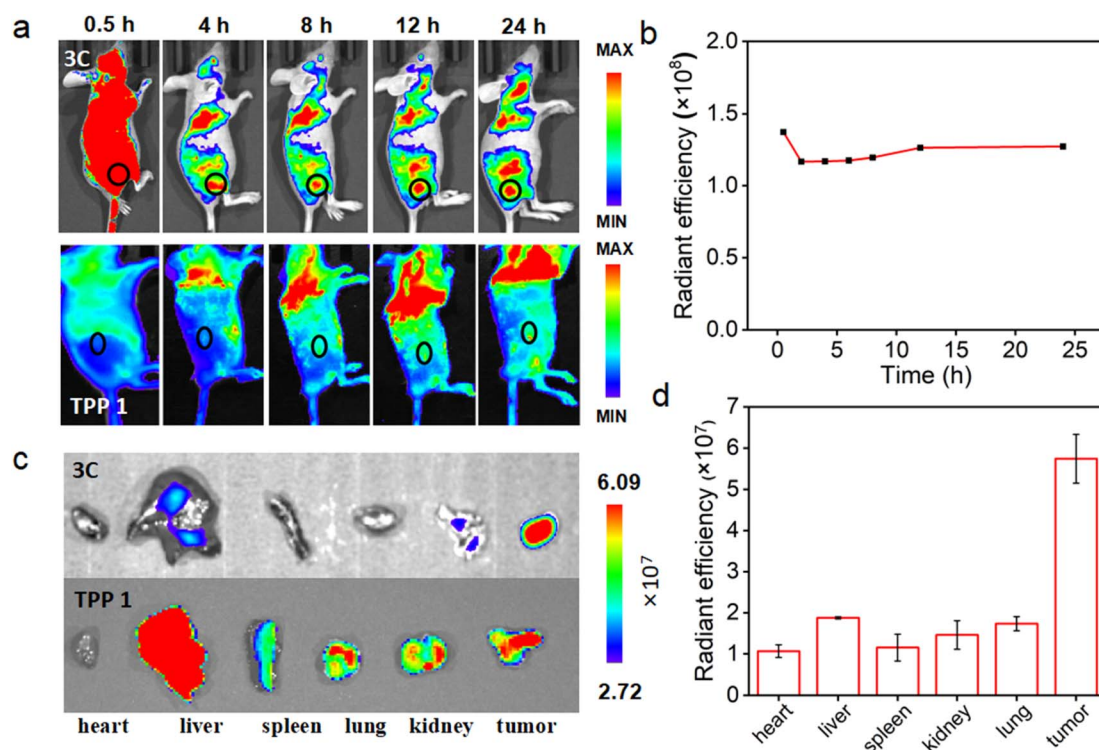 a
0.5 h 4 h 8 h 12 h 24 h
3C
MAX
MIN
TPP 1
MAX
MIN
b
Radiant efficiency (×10⁸)
2.0
1.5
1.0
0.5
0.0
0 5 10 15 20 25
Time (h)
c
3C
TPP 1
6.09
×10⁷
2.72
heart liver spleen lung kidney tumor
d
Radiant efficiency (×10⁷)
7
6
5
4
3
2
1
0
heart liver spleen kidney lung tumor